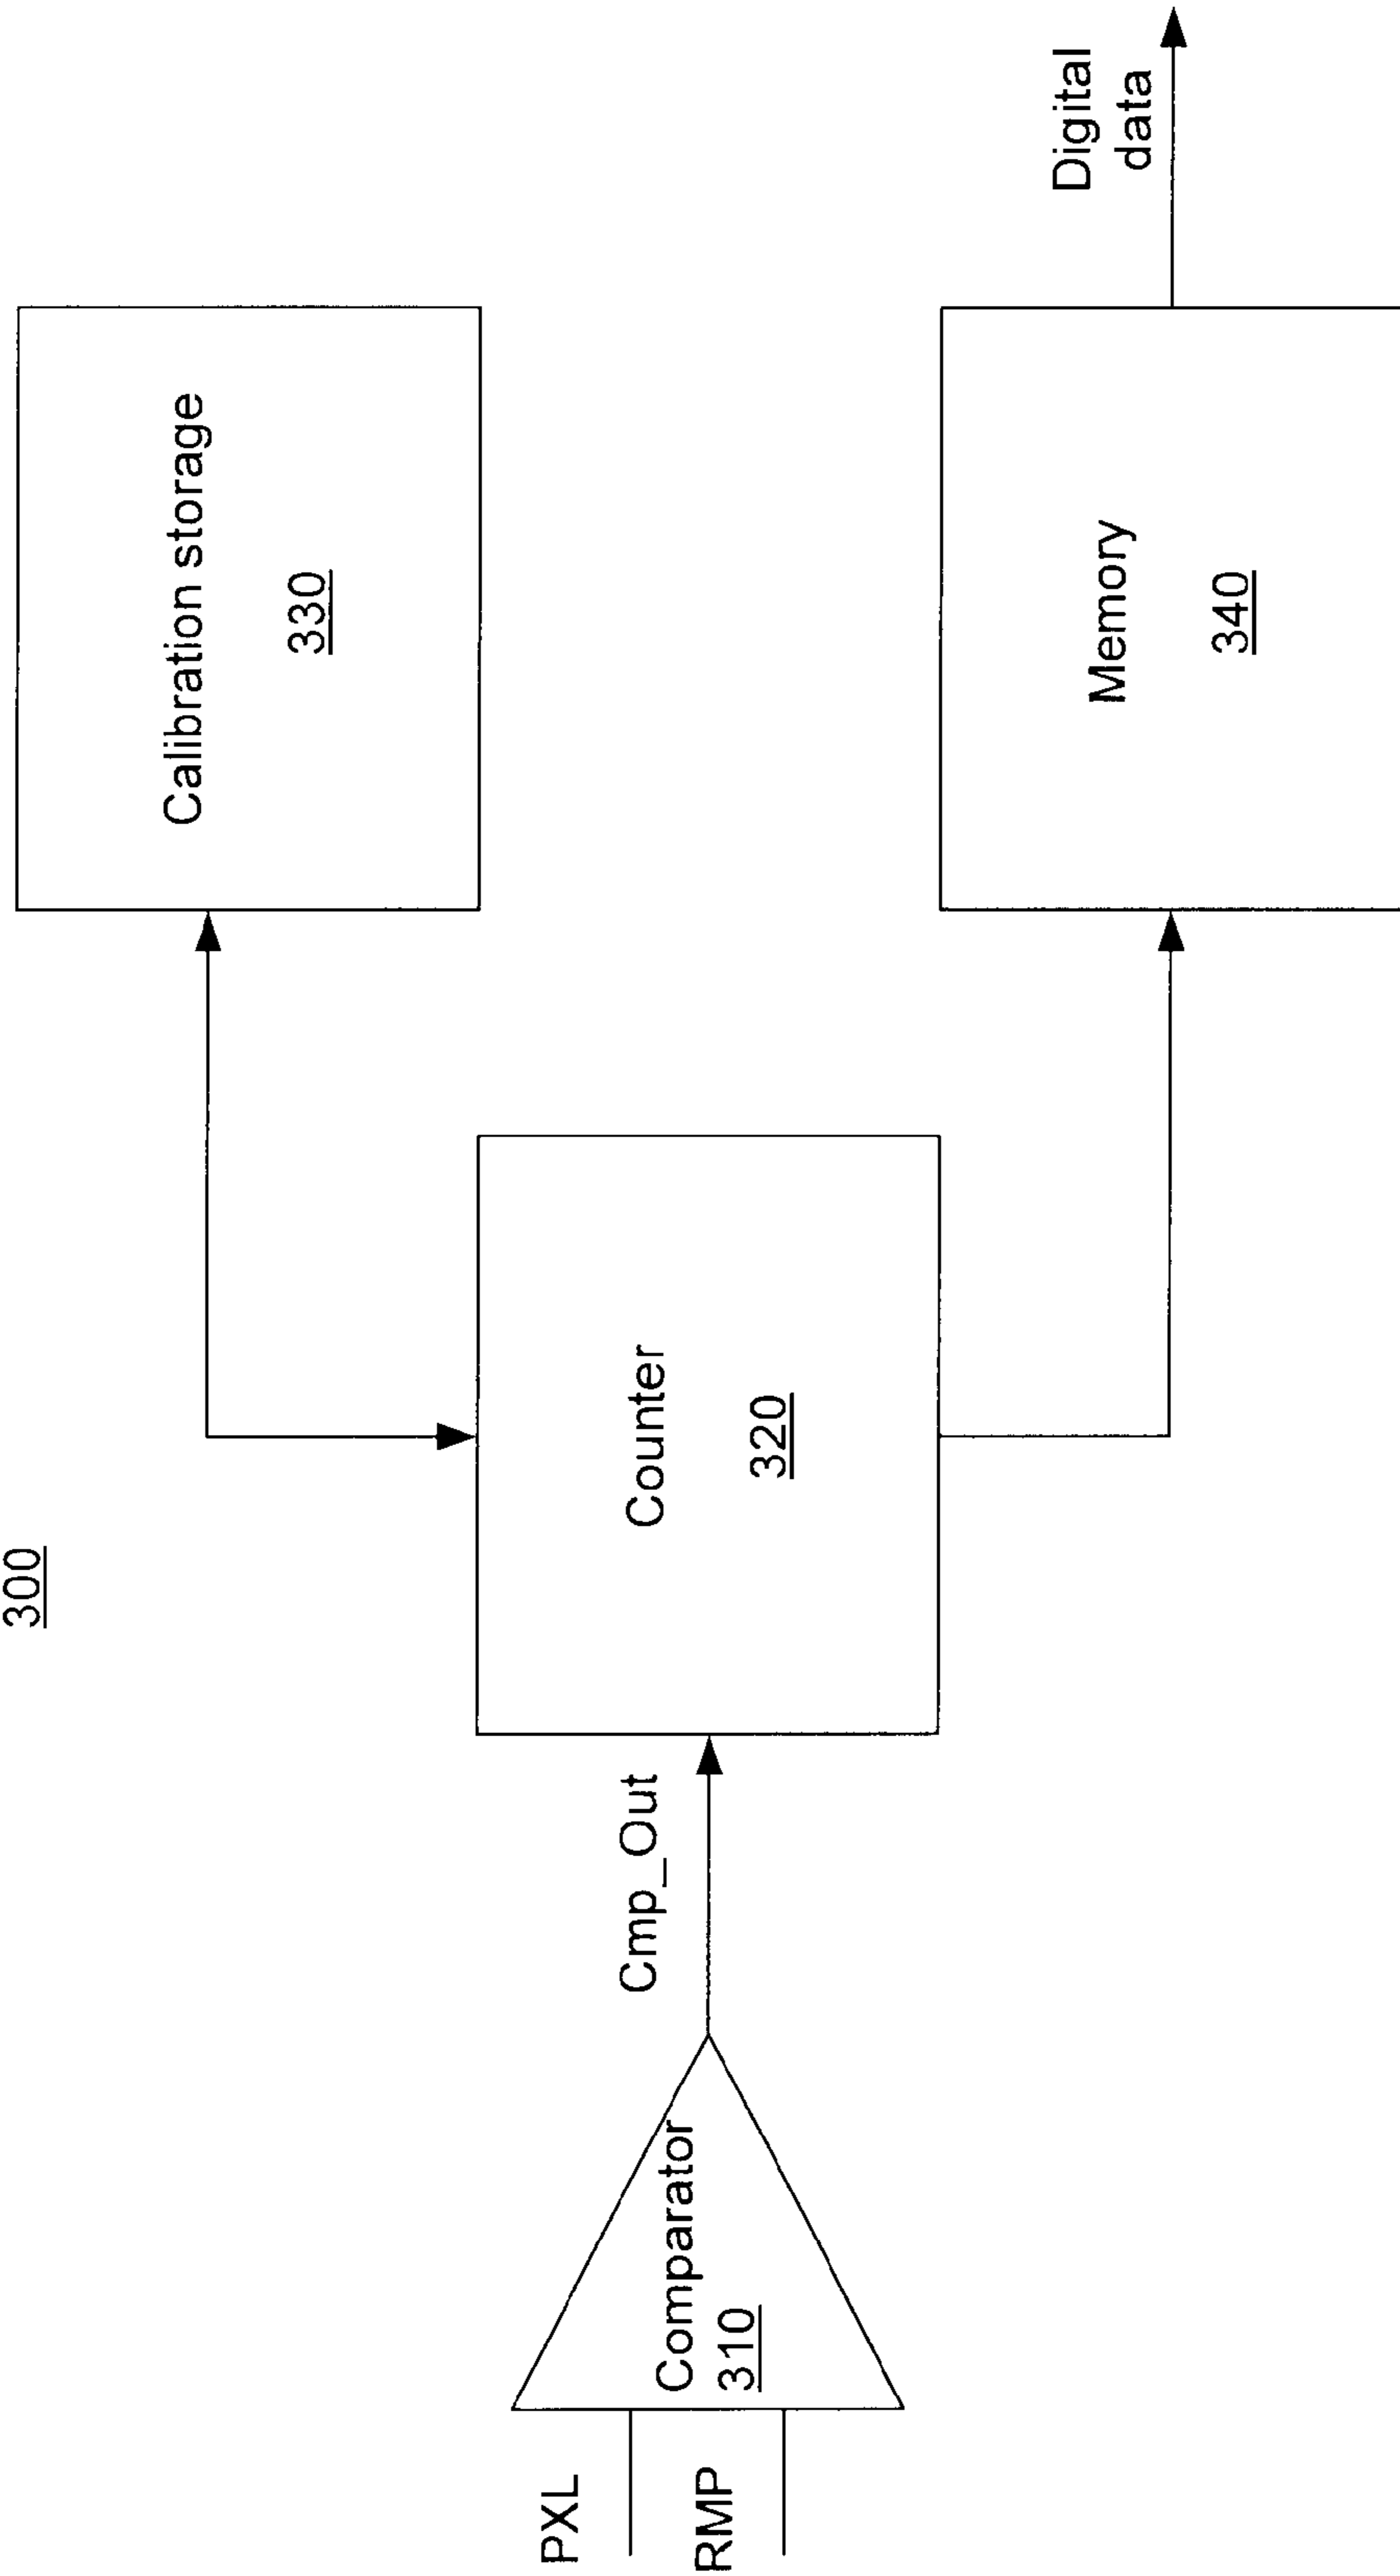 300
PXL
RMP
Comparator
310
Cmp_Out
Counter
320
Calibration storage
330
Memory
340
Digital
data